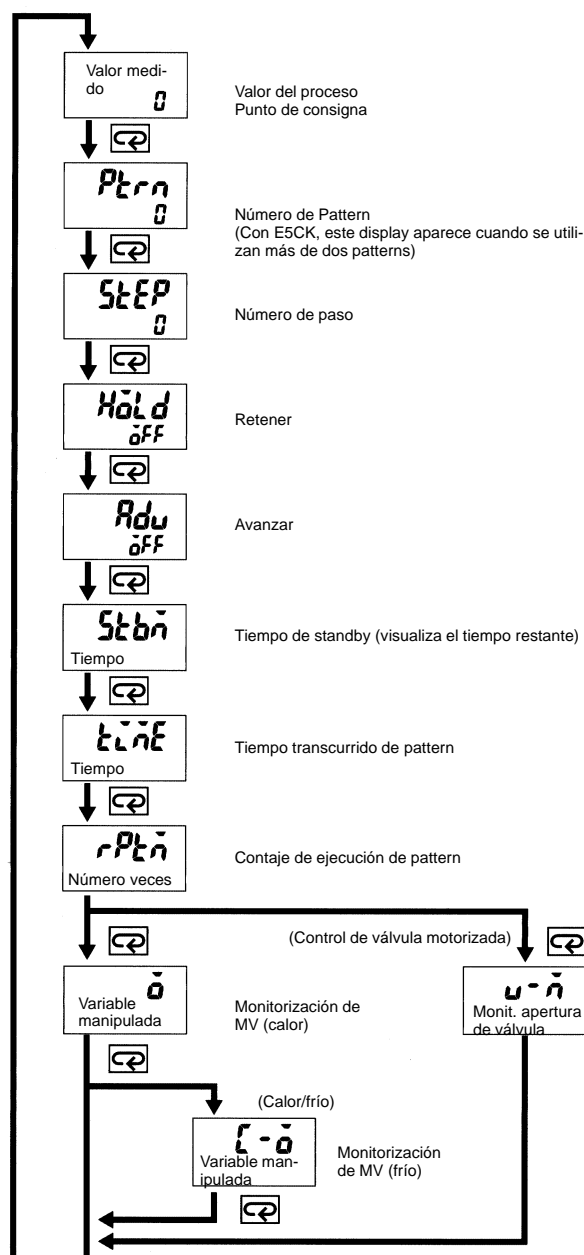 Valor medi-
do
0
Valor del proceso
Punto de consigna
Ptrn
0
Número de Pattern
(Con E5CK, este display aparece cuando se utili-
zan más de dos patterns)
StEP
0
Número de paso
HoLd
oFF
Retener
Adv
oFF
Avanzar
Stbm
Tiempo
Tiempo de standby (visualiza el tiempo restante)
timE
Tiempo
Tiempo transcurrido de pattern
rPtm
Número veces
Contaje de ejecución de pattern
(Control de válvula motorizada)
o
Variable
manipulada
Monitorización de
MV (calor)
v-m
Monit. apertura
de válvula
(Calor/frío)
C-o
Variable man-
ipulada
Monitorización
de MV (frío)